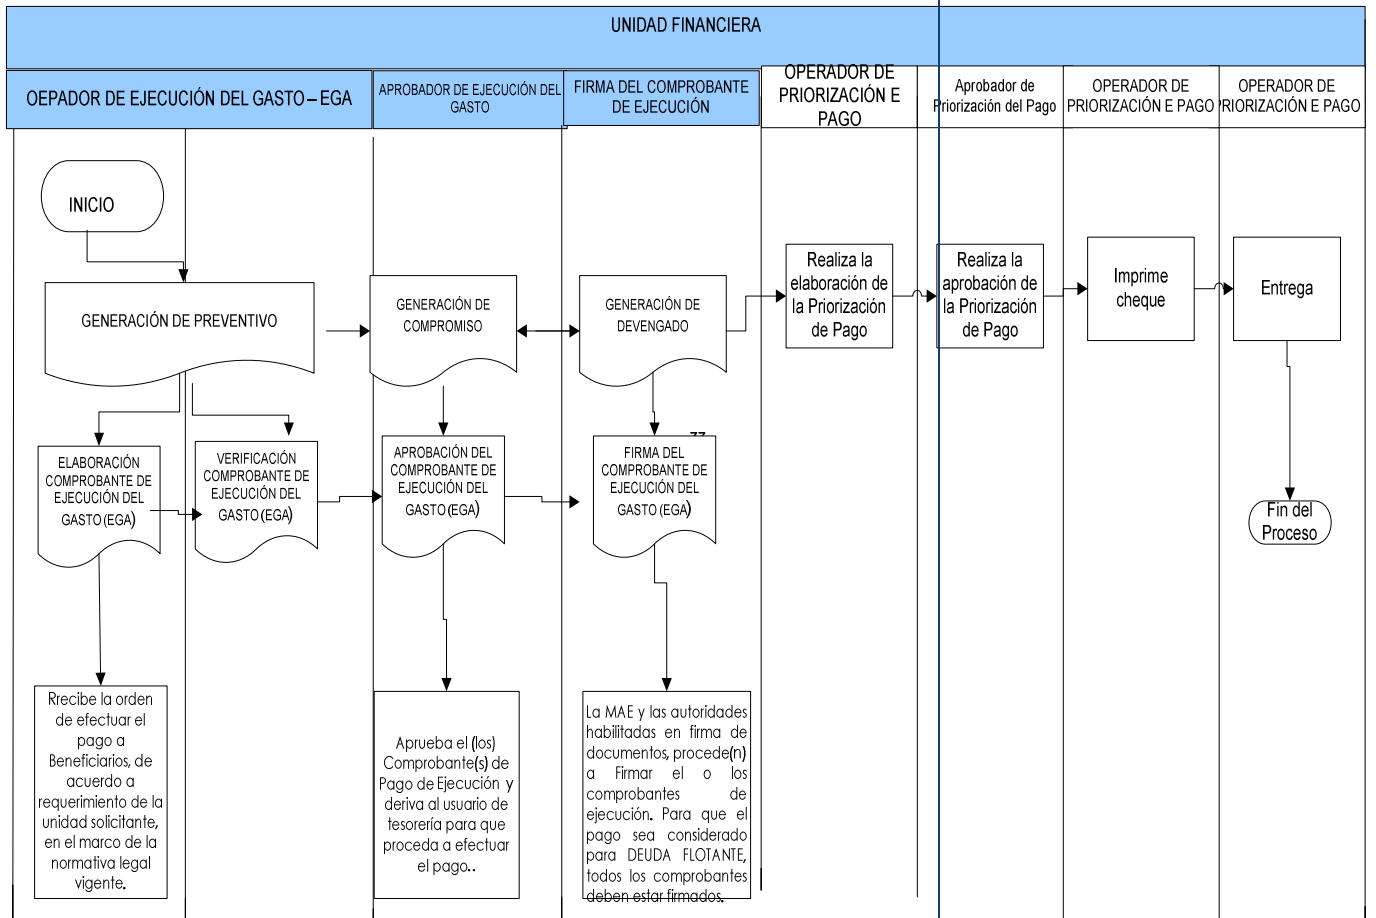 UNIDAD FINANCIERA
OEPADOR DE EJECUCIÓN DEL GASTO – EGA
APROBADOR DE EJECUCIÓN DEL
GASTO
FIRMA DEL COMPROBANTE
DE EJECUCIÓN
OPERADOR DE
PRIORIZACIÓN E
PAGO
Aprobador de
Priorización del Pago
OPERADOR DE
PRIORIZACIÓN E PAGO
OPERADOR DE
PRIORIZACIÓN E PAGO
INICIO
GENERACIÓN DE PREVENTIVO
GENERACIÓN DE
COMPROMISO
GENERACIÓN DE
DEVENGADO
Realiza la
elaboración de
la Priorización
de Pago
Realiza la
aprobación de
la Priorización
de Pago
Imprime
cheque
Entrega
ELABORACIÓN
COMPROBANTE DE
EJECUCIÓN DEL
GASTO (EGA)
VERIFICACIÓN
COMPROBANTE DE
EJECUCIÓN DEL
GASTO (EGA)
APROBACIÓN DEL
COMPROBANTE DE
EJECUCIÓN DEL
GASTO (EGA)
FIRMA DEL
COMPROBANTE DE
EJECUCIÓN DEL
GASTO (EGA)
Fin del
Proceso
Rrecibe la orden
de efectuar el
pago a
Beneficiarios, de
acuerdo a
requerimiento de la
unidad solicitante,
en el marco de la
normativa legal
vigente.
Aprueba el (los)
Comprobante(s) de
Pago de Ejecución y
deriva al usuario de
tesorería para que
proceda a efectuar
el pago..
La MAE y las autoridades
habilitadas en firma de
documentos, procede(n)
a Firmar el o los
comprobantes de
ejecución. Para que el
pago sea considerado
para DEUDA FLOTANTE,
todos los comprobantes
deben estar firmados.